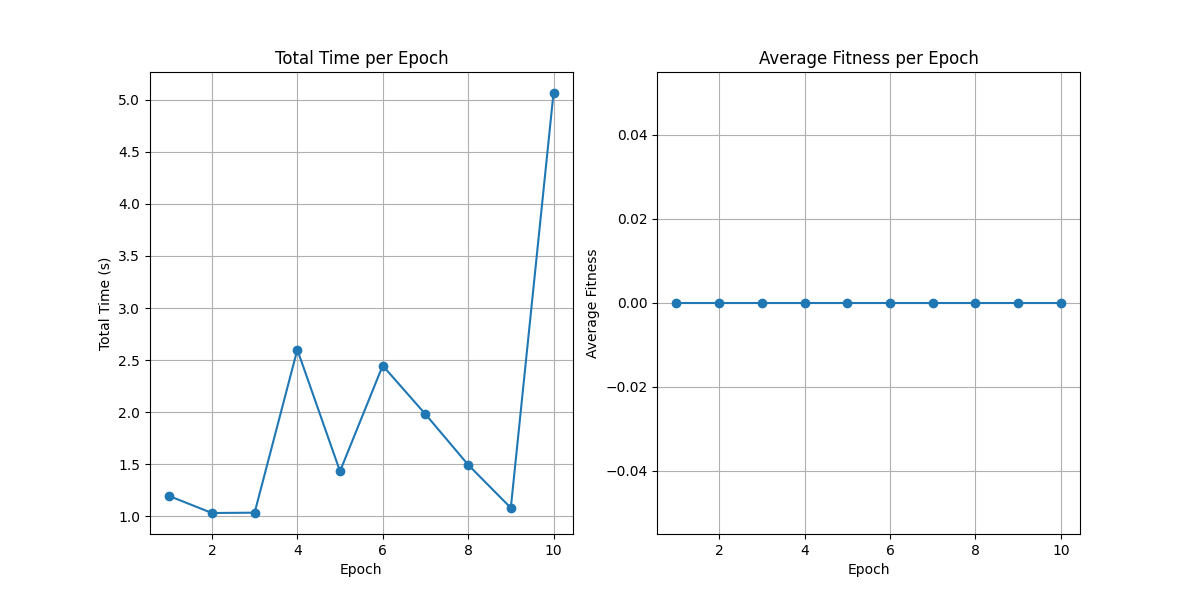 Total Time per Epoch
Total Time (s)
5.0
4.5
4.0
3.5
3.0
2.5
2.0
1.5
1.0
2 4 6 8 10
Epoch
Average Fitness per Epoch
Average Fitness
0.04
0.02
0.00
−0.02
−0.04
2 4 6 8 10
Epoch